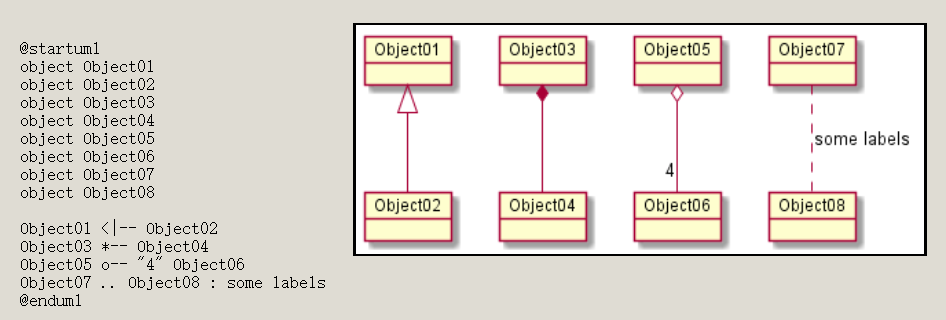 @startuml
object Object01
object Object02
object Object03
object Object04
object Object05
object Object06
object Object07
object Object08
Object01 <|-- Object02
Object03 *-- Object04
Object05 o-- "4" Object06
Object07 .. Object08 : some labels
@enduml
Object01 Object03 Object05 Object07
some labels
4
Object02 Object04 Object06 Object08